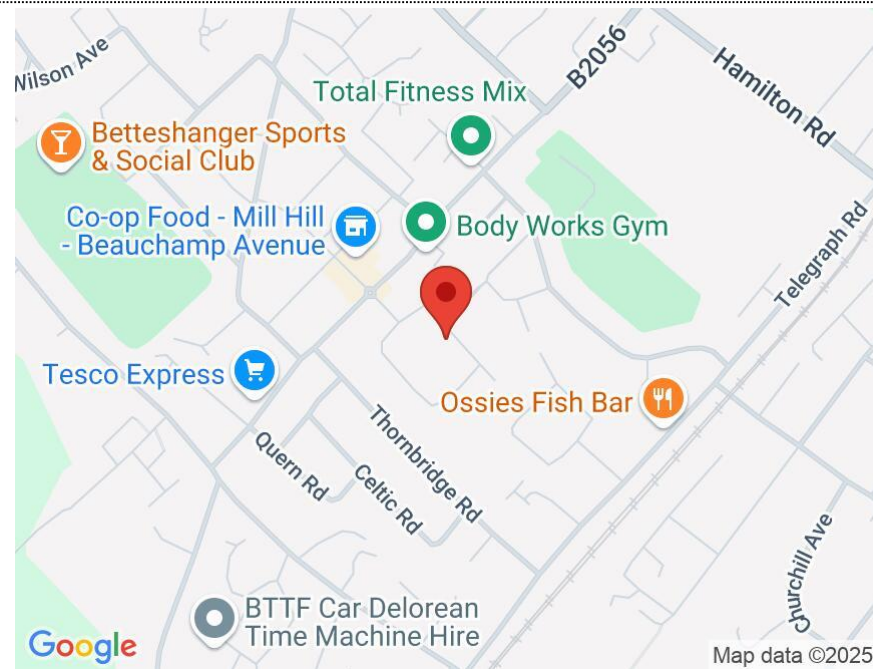 Wilson Ave
B2056
Hamilton Rd
Total Fitness Mix
Betteshanger Sports
& Social Club
Co-op Food - Mill Hill
- Beauchamp Avenue
Body Works Gym
Telegraph Rd
Tesco Express
Ossies Fish Bar
Thornbridge Rd
Quern Rd
Celtic Rd
Churchill Ave
BTTF Car Delorean
Time Machine Hire
Google
Map data ©2025